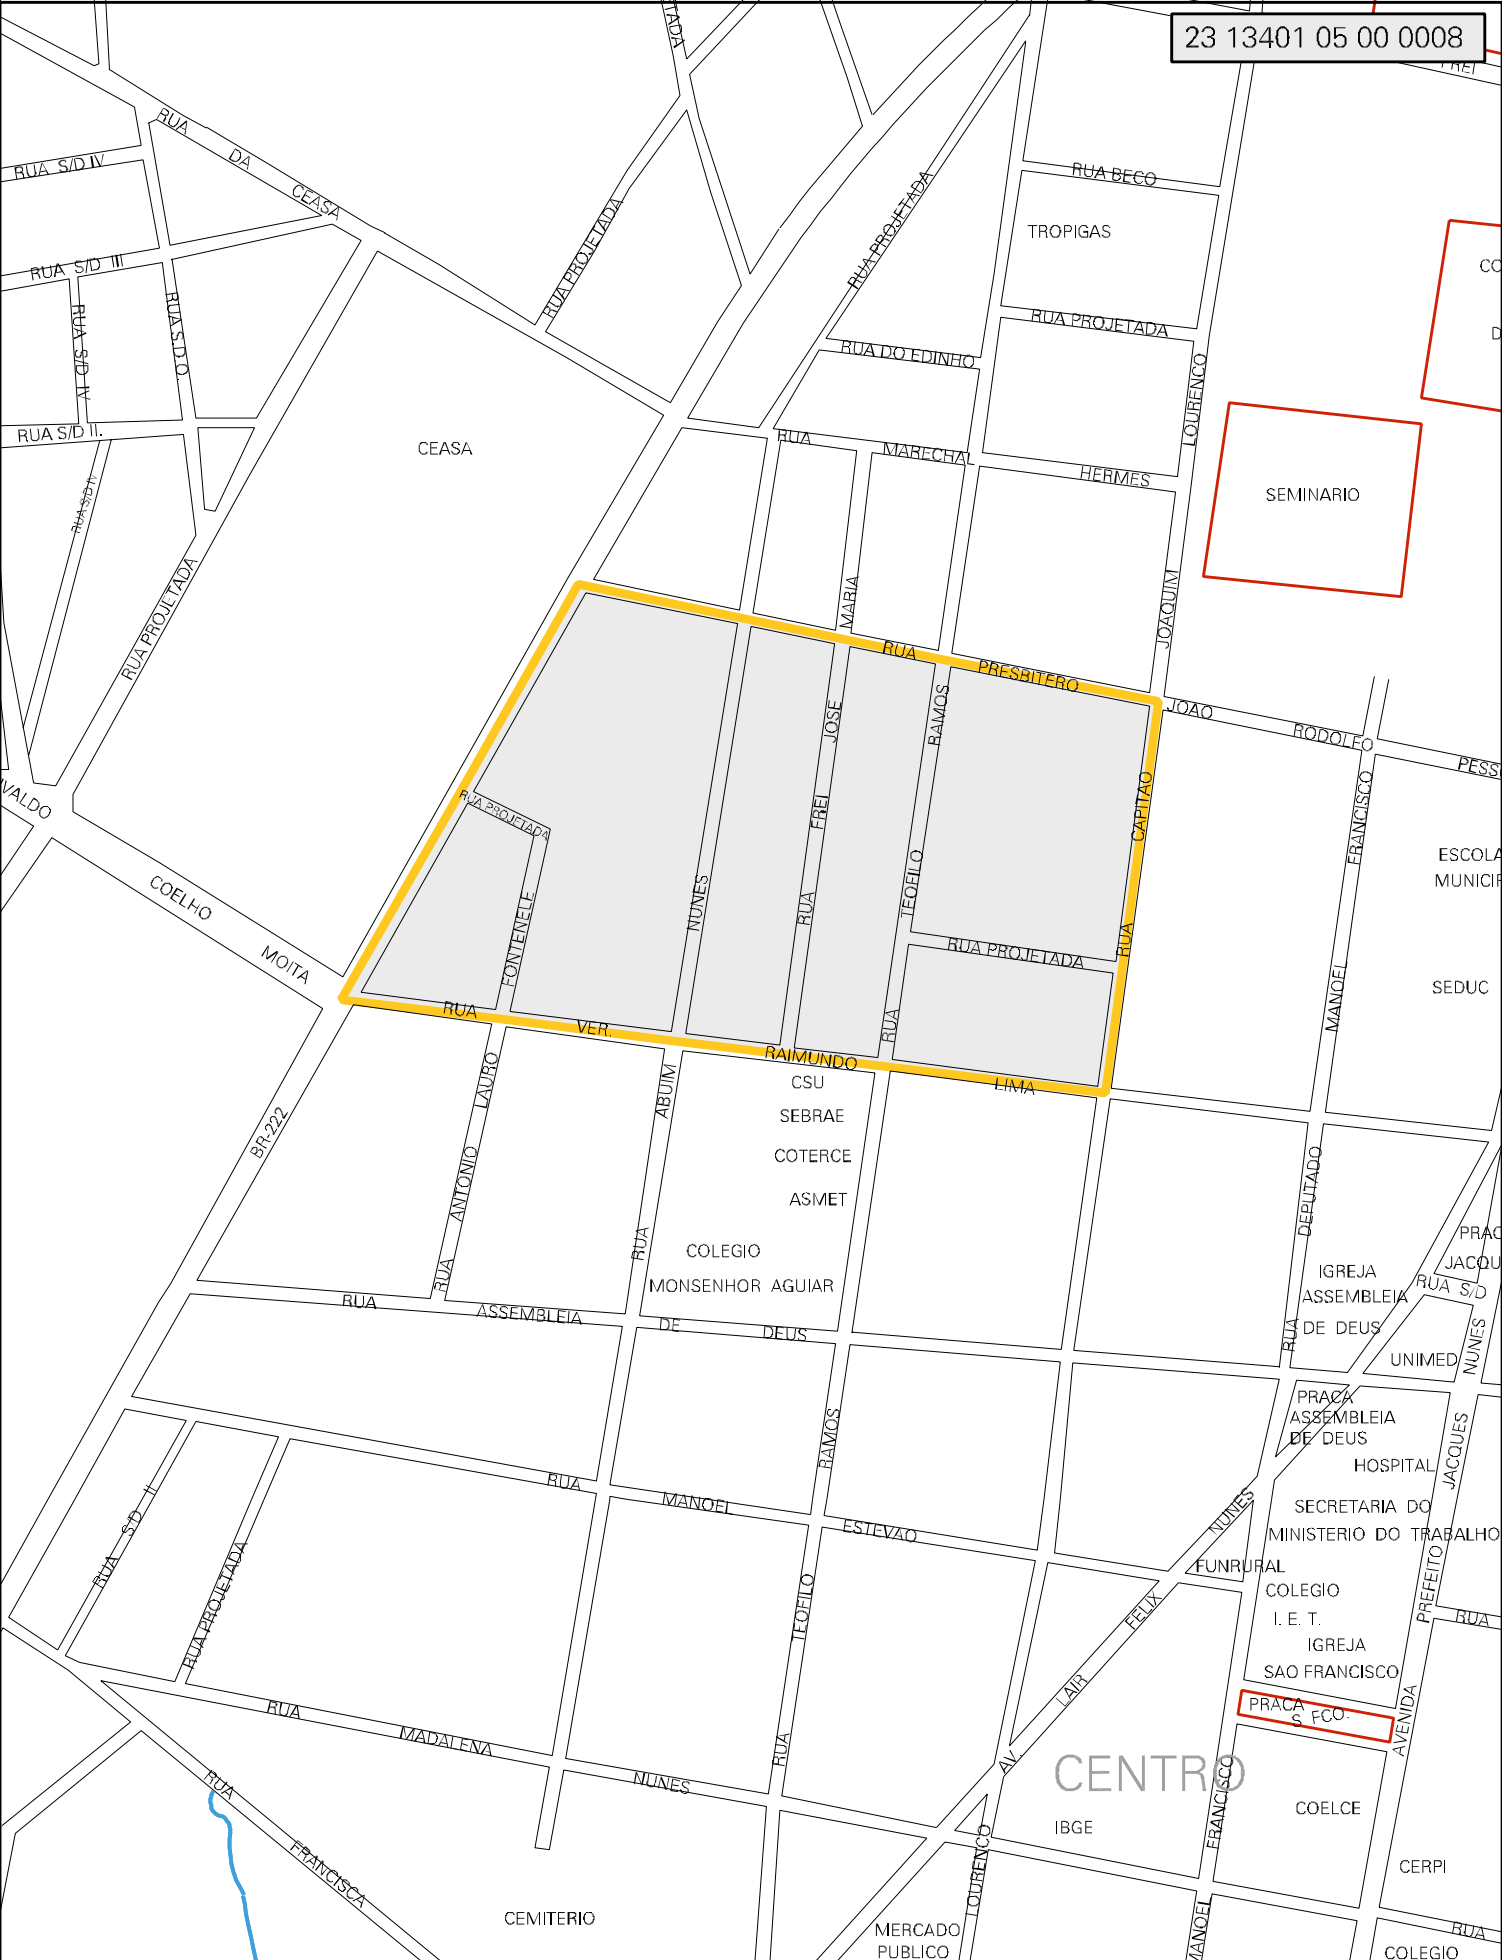 23 13401 05 00 0008
FREI
RUA DA CEASA
RUA S/D IV
RUA S/D III
RUA S/D IV
RUA S.D.O.
RUA S/D II.
RUA S/D IV
RUA PROJETADA
RUA PROJETADA
RUA PROJETADA
RUA BECO
TROPIGAS
RUA PROJETADA
RUA DO EDINHO
CEASA
RUA MARECHAL HERMES
SEMINARIO
LOURENCO
JOAQUIM
CAPITAO
RUA
MARIA
JOSE
FREI
RUA
RUA PRESBITERO JOAO RODOLFO
RAMOS
TEOFILO
RUA
RUA PROJETADA
FONTENELE
LAURO
ANTONIO
RUA
NUNES
ABUIM
RUA
RUA PROJETADA
COELHO MOITA
BR-222
RUA VER. RAIMUNDO LIMA
CSU
SEBRAE
COTERCE
ASMET
COLEGIO
MONSENHOR AGUIAR
FRANCISCO
MANOEL
DEPUTADO
RUA
SEDUC
IGREJA
ASSEMBLEIA
DE DEUS
RUA S/D
UNIMED
NUNES
JACQUES
PREFEITO
AVENIDA
RUA ASSEMBLEIA DE DEUS
PRACA
ASSEMBLEIA
DE DEUS
HOSPITAL
SECRETARIA DO
MINISTERIO DO TRABALHO
FUNRURAL
COLEGIO
I. E. T.
IGREJA
SAO FRANCISCO
PRACA
S FCO.
RUA
RUA S/D II
RUA PROJETADA
RUA MANOEL ESTEVAO
RAMOS
TEOFILO
RUA
NUNES
FELIX
LAIR
AV.
RUA MADALENA NUNES
CENTRO
IBGE
COELCE
CERPI
FRANCISCO
MANOEL
LOURENCO
RUA FRANCISCA
CEMITERIO
MERCADO
PUBLICO
RUA
COLEGIO